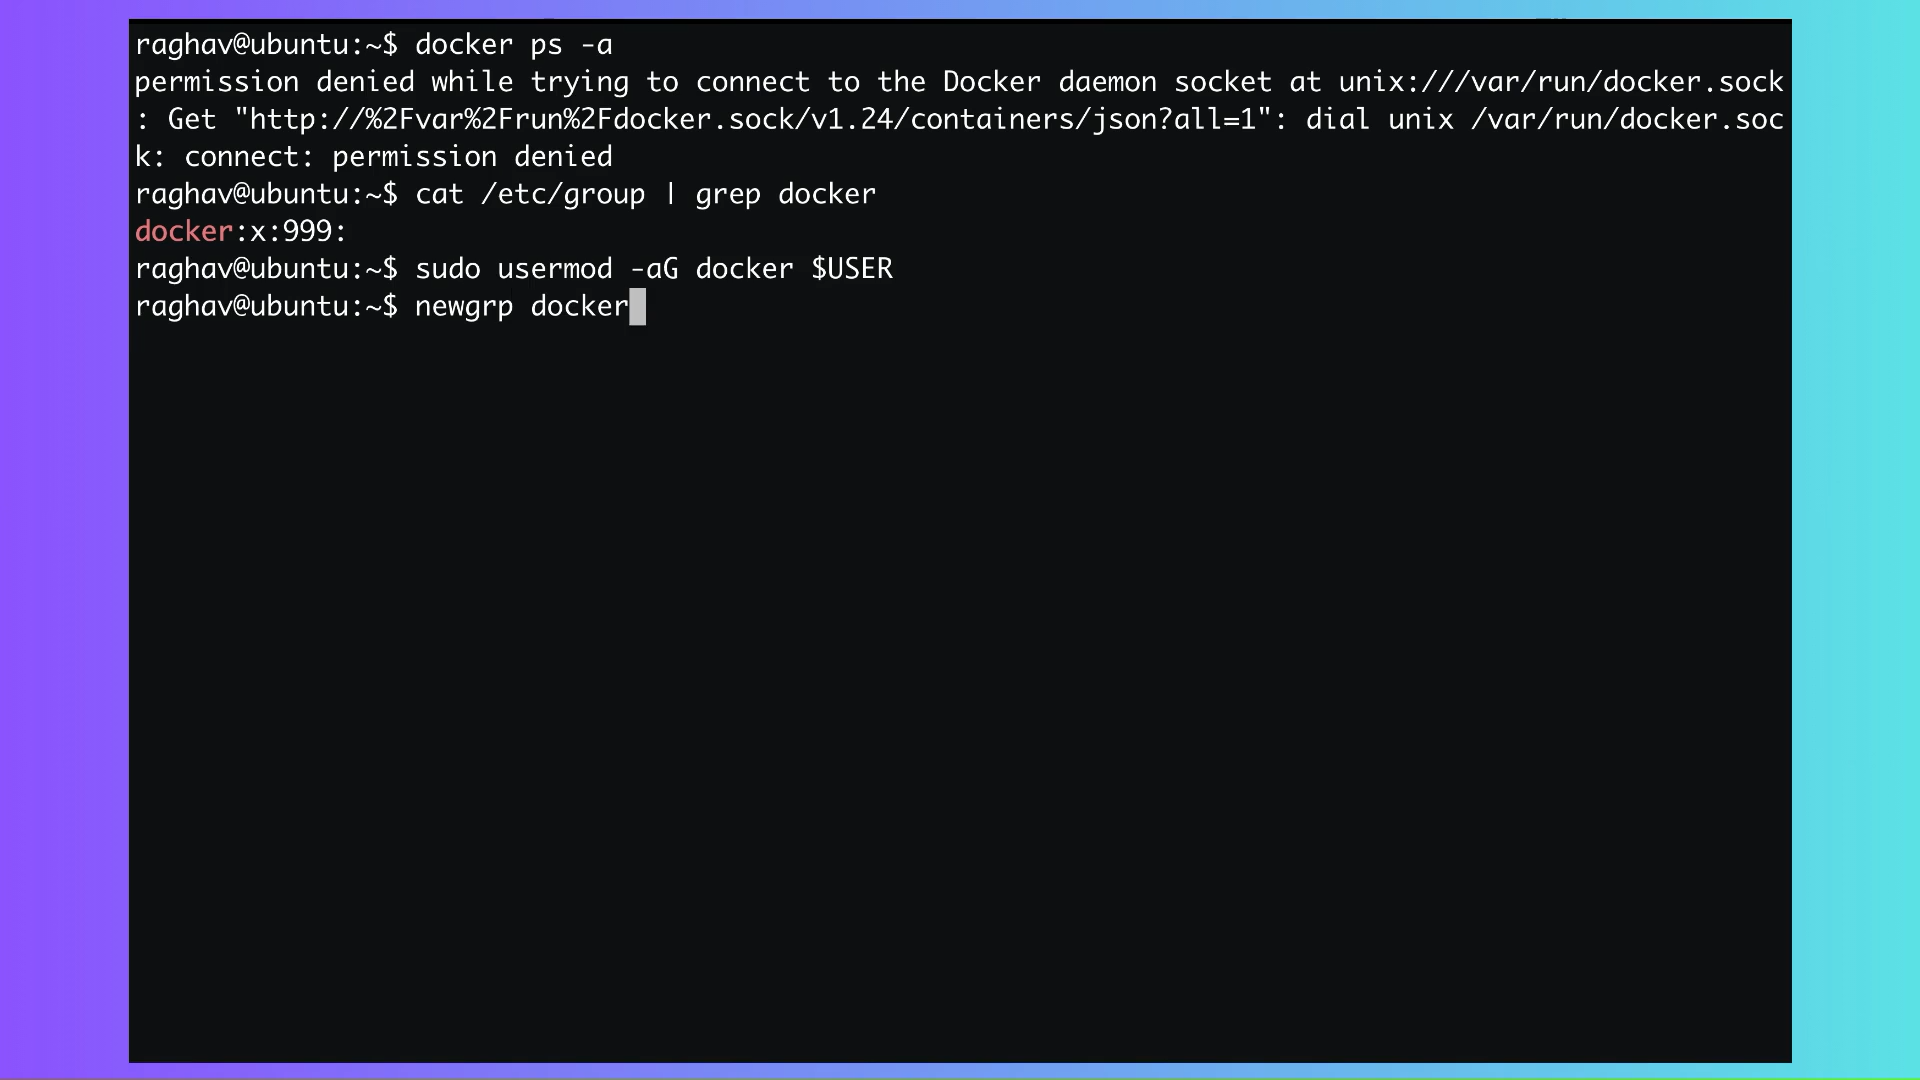 raghav@ubuntu:~$ docker ps -a
permission denied while trying to connect to the Docker daemon socket at unix:///var/run/docker.sock
: Get "http://%2Fvar%2Frun%2Fdocker.sock/v1.24/containers/json?all=1": dial unix /var/run/docker.soc
k: connect: permission denied
raghav@ubuntu:~$ cat /etc/group | grep docker
docker:x:999:
raghav@ubuntu:~$ sudo usermod -aG docker $USER
raghav@ubuntu:~$ newgrp docker